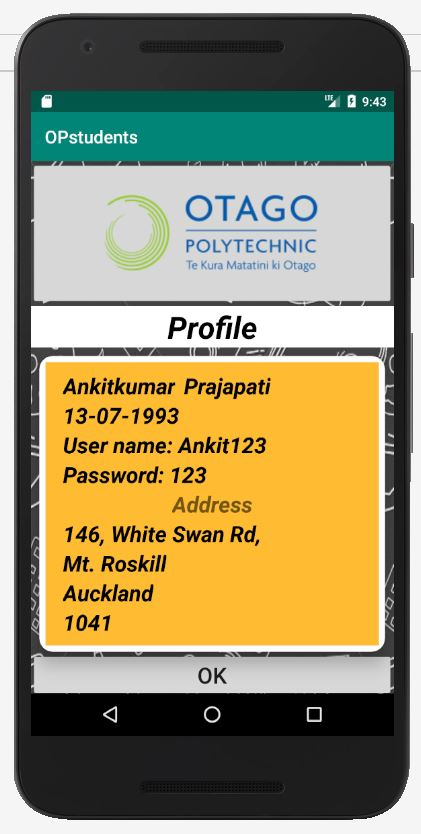 LTE 9:43
OPstudents
OTAGO
POLYTECHNIC
Te Kura Matatini ki Otago
Profile
Ankitkumar Prajapati
13-07-1993
User name: Ankit123
Password: 123
Address
146, White Swan Rd,
Mt. Roskill
Auckland
1041
OK